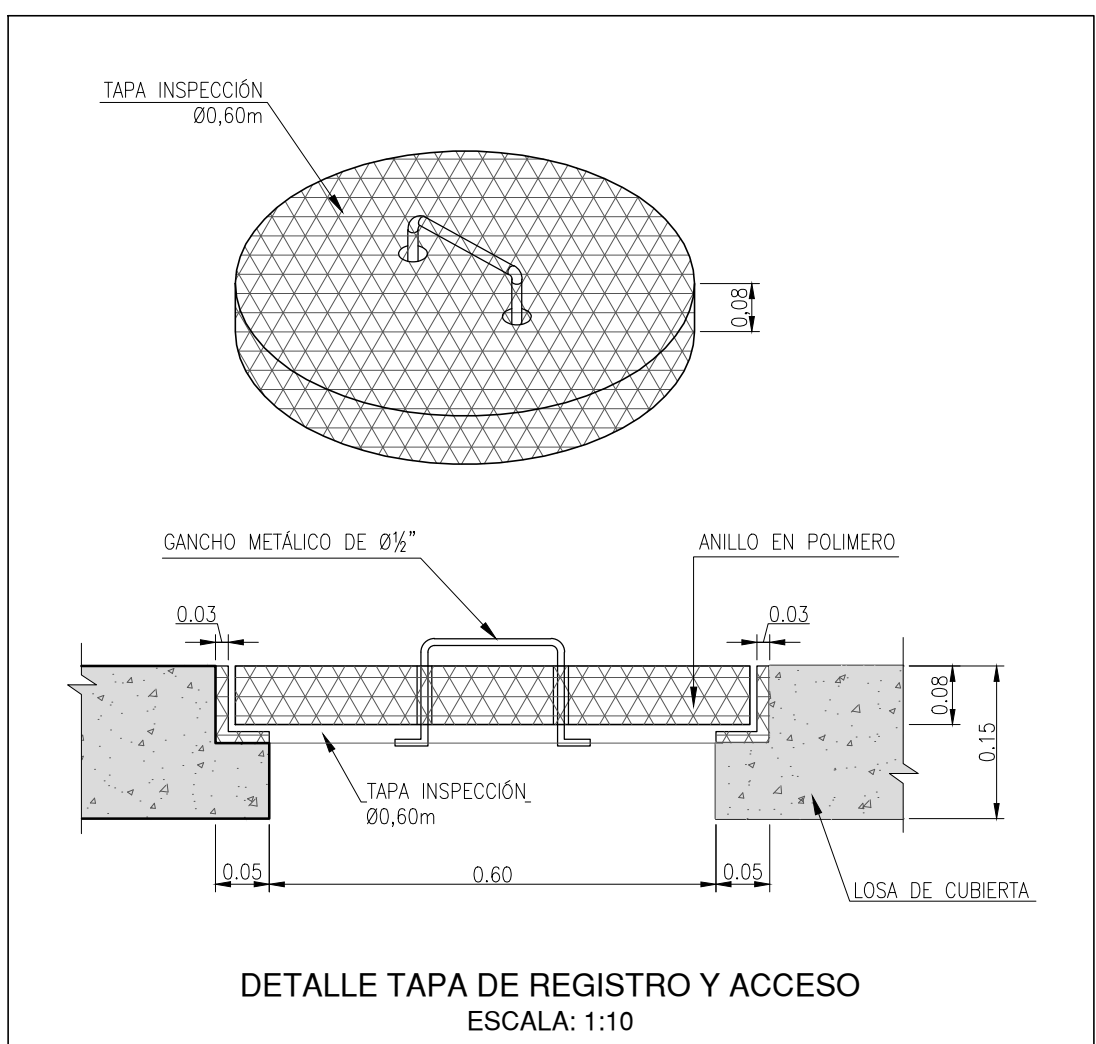 TAPA INSPECCIÓN
Ø0,60m
0,08
GANCHO METÁLICO DE Ø½"
ANILLO EN POLIMERO
0.03
0.03
0.08
0.15
TAPA INSPECCIÓN
Ø0,60m
0.05
0.60
0.05
LOSA DE CUBIERTA
DETALLE TAPA DE REGISTRO Y ACCESO
ESCALA: 1:10